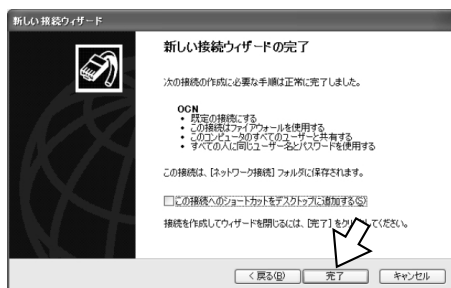 新しい接続ウィザード
新しい接続ウィザードの完了
次の接続の作成に必要な手順は正常に完了しました。
OCN
• 既定の接続にする
• この接続はファイアウォールを使用する
• このコンピュータのすべてのユーザーと共有する
• すべての人に同じユーザー名とパスワードを使用する
この接続は、[ネットワーク接続] フォルダに保存されます。
この接続へのショートカットをデスクトップに追加する(S)
接続を作成してウィザードを閉じるには、[完了] をクリックしてください。
< 戻る(B)
完了
キャンセル